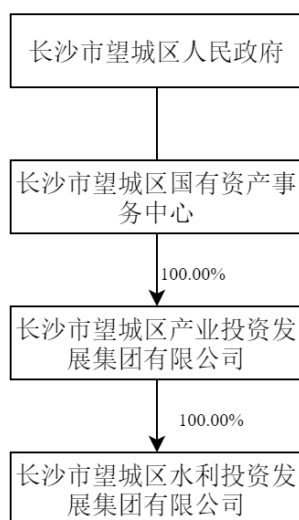 长沙市望城区人民政府
长沙市望城区国有资产事
务中心
100.00%
长沙市望城区产业投资发
展集团有限公司
100.00%
长沙市望城区水利投资发
展集团有限公司